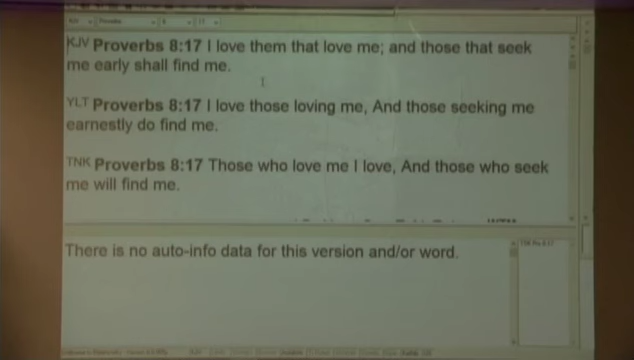 KJV Proverbs 8:17 I love them that love me; and those that seek
me early shall find me.
YLT Proverbs 8:17 I love those loving me, And those seeking me
earnestly do find me.
TNK Proverbs 8:17 Those who love me I love, And those who seek
me will find me.
There is no auto-info data for this version and/or word.